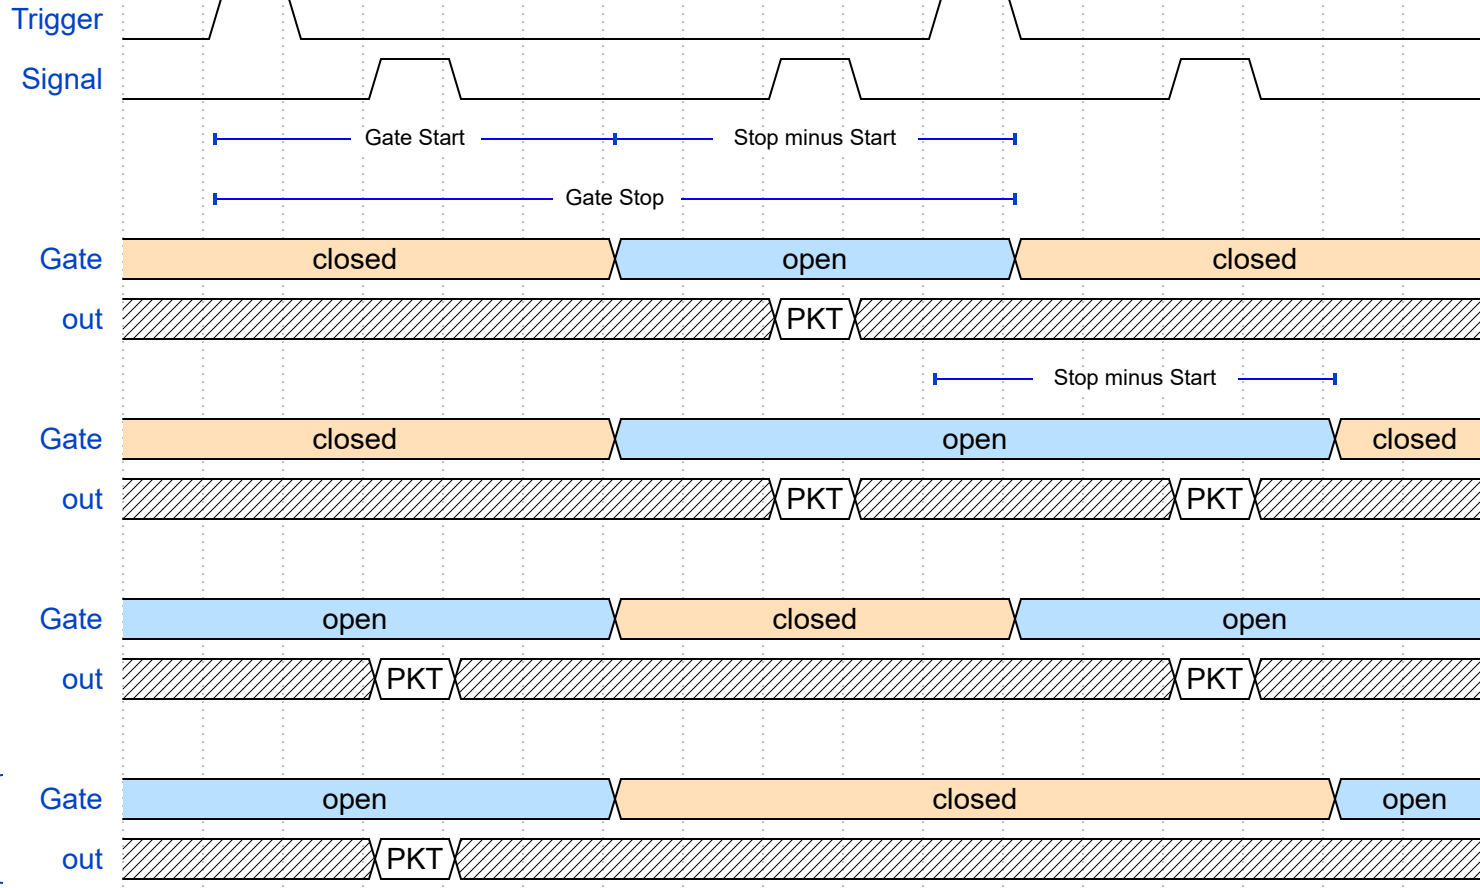 Trigger
Signal
Gate Start Stop minus Start
Gate Stop
Gate closed open closed
out PKT
Stop minus Start
Gate closed open closed
out PKT PKT
Gate open closed open
out PKT PKT
Gate open closed open
out PKT